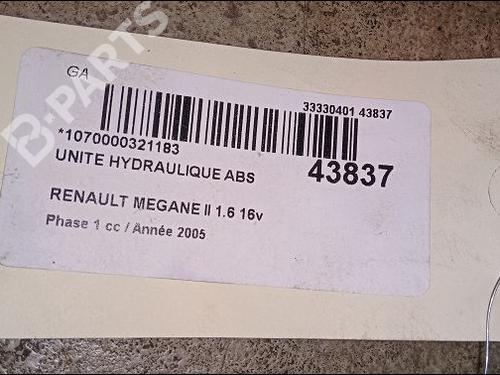 B-PARTS
GA
33330401 43837
*1070000321183
UNITE HYDRAULIQUE ABS
43837
RENAULT MEGANE II 1.6 16v
Phase 1 cc / Année 2005